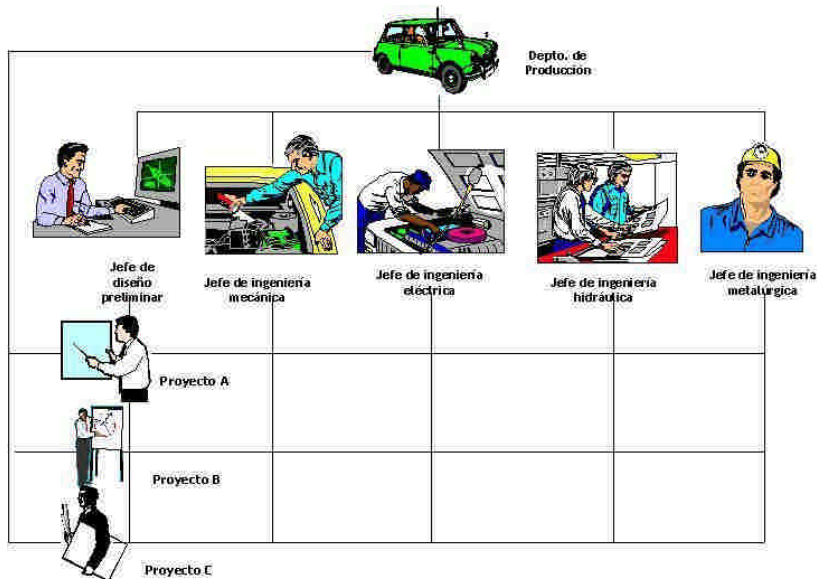 Depto. de
Producción
Jefe de
diseño
preliminar
Jefe de ingeniería
mecánica
Jefe de ingeniería
eléctrica
Jefe de ingeniería
hidráutica
Jefe de ingeniería
metalúrgica
Proyecto A
Proyecto B
Proyecto C